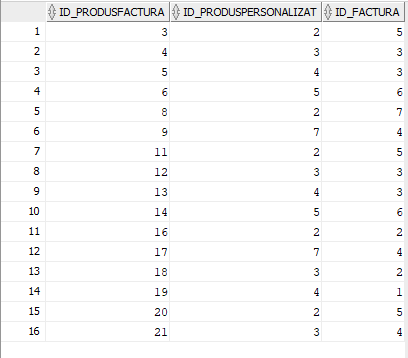 ID_PRODUSFACTURA ID_PRODUSPERSONALIZAT ID_FACTURA
1 3 2 5
2 4 3 3
3 5 4 3
4 6 5 6
5 8 2 7
6 9 7 4
7 11 2 5
8 12 3 3
9 13 4 3
10 14 5 6
11 16 2 2
12 17 7 4
13 18 3 2
14 19 4 1
15 20 2 5
16 21 3 4